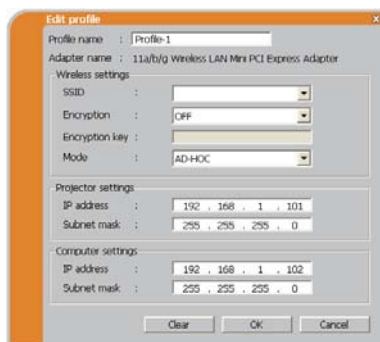 Edit profile x
Profile name : Profile-1
Adapter name : 11a/b/g Wireless LAN Mini PCI Express Adapter
Wireless settings
SSID :
Encryption : OFF
Encryption key :
Mode : AD-HOC
Projector settings
IP address : 192 . 168 . 1 . 101
Subnet mask : 255 . 255 . 255 . 0
Computer settings
IP address : 192 . 168 . 1 . 102
Subnet mask : 255 . 255 . 255 . 0
Clear OK Cancel